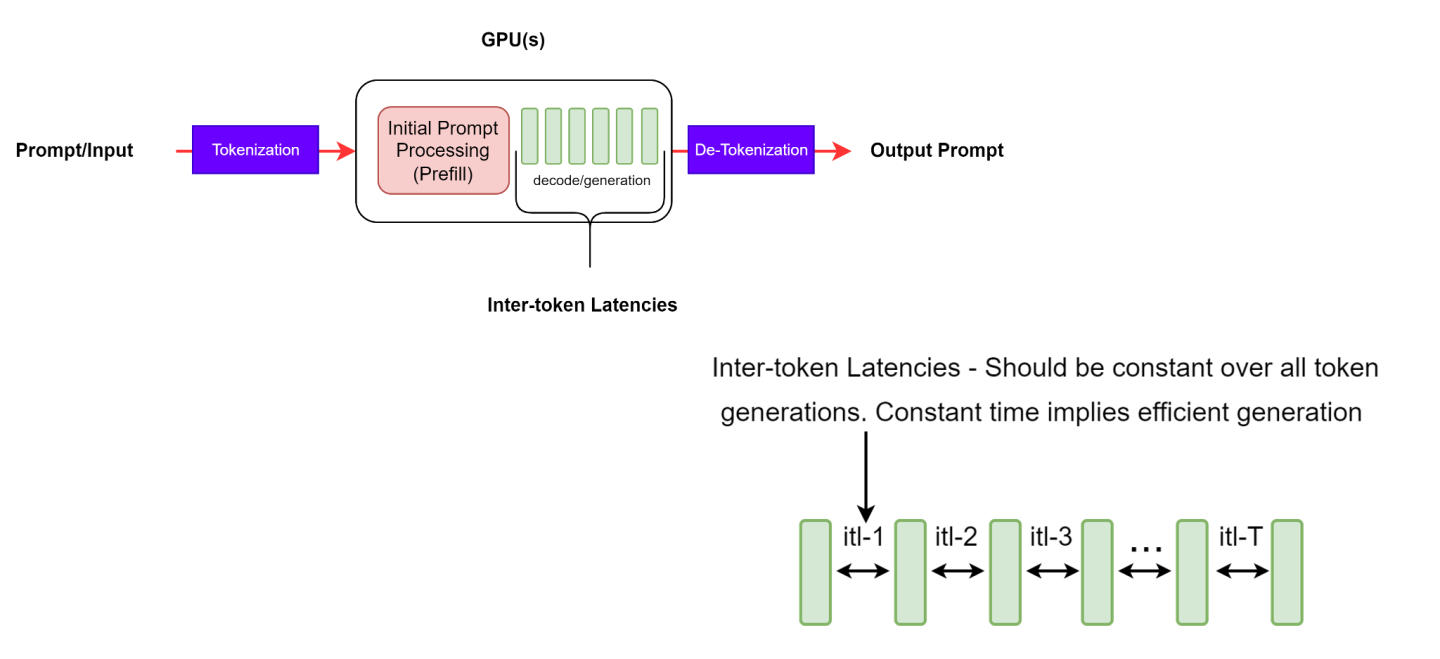 GPU(s)
Prompt/Input
Tokenization
Initial Prompt
Processing
(Prefill)
decode/generation
De-Tokenization
Output Prompt
Inter-token Latencies
Inter-token Latencies - Should be constant over all token
generations. Constant time implies efficient generation
itl-1 itl-2 itl-3 ... itl-T